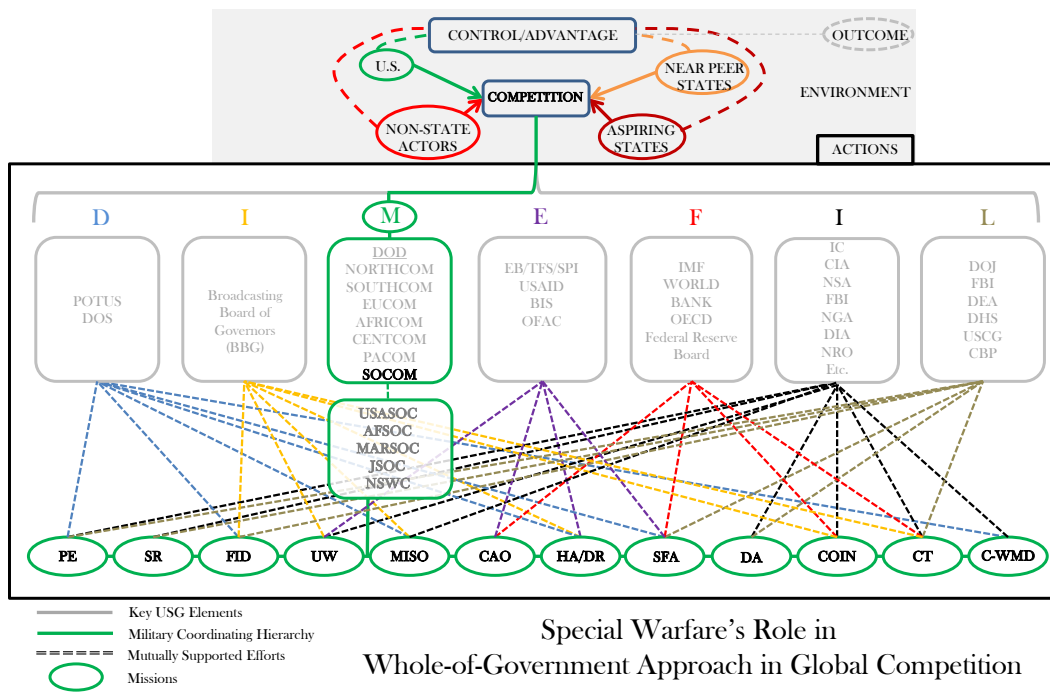 CONTROL/ADVANTAGE
OUTCOME
U.S.
NEAR PEER
STATES
COMPETITION
ENVIRONMENT
NON-STATE
ACTORS
ASPIRING
STATES
ACTIONS
D
I
M
E
F
I
L
POTUS
DOS
Broadcasting
Board of
Governors
(BBG)
DOD
NORTHCOM
SOUTHCOM
EUCOM
AFRICOM
CENTCOM
PACOM
SOCOM
EB/TFS/SPI
USAID
BIS
OFAC
IMF
WORLD
BANK
OECD
Federal Reserve
Board
IC
CIA
NSA
FBI
NGA
DIA
NRO
Etc.
DOJ
FBI
DEA
DHS
USCG
CBP
USASOC
AFSOC
MARSOC
JSOC
NSWC
PE
SR
FID
UW
MISO
CAO
HA/DR
SFA
DA
COIN
CT
C-WMD
Key USG Elements
Military Coordinating Hierarchy
Mutually Supported Efforts
Missions
Special Warfare's Role in
Whole-of-Government Approach in Global Competition